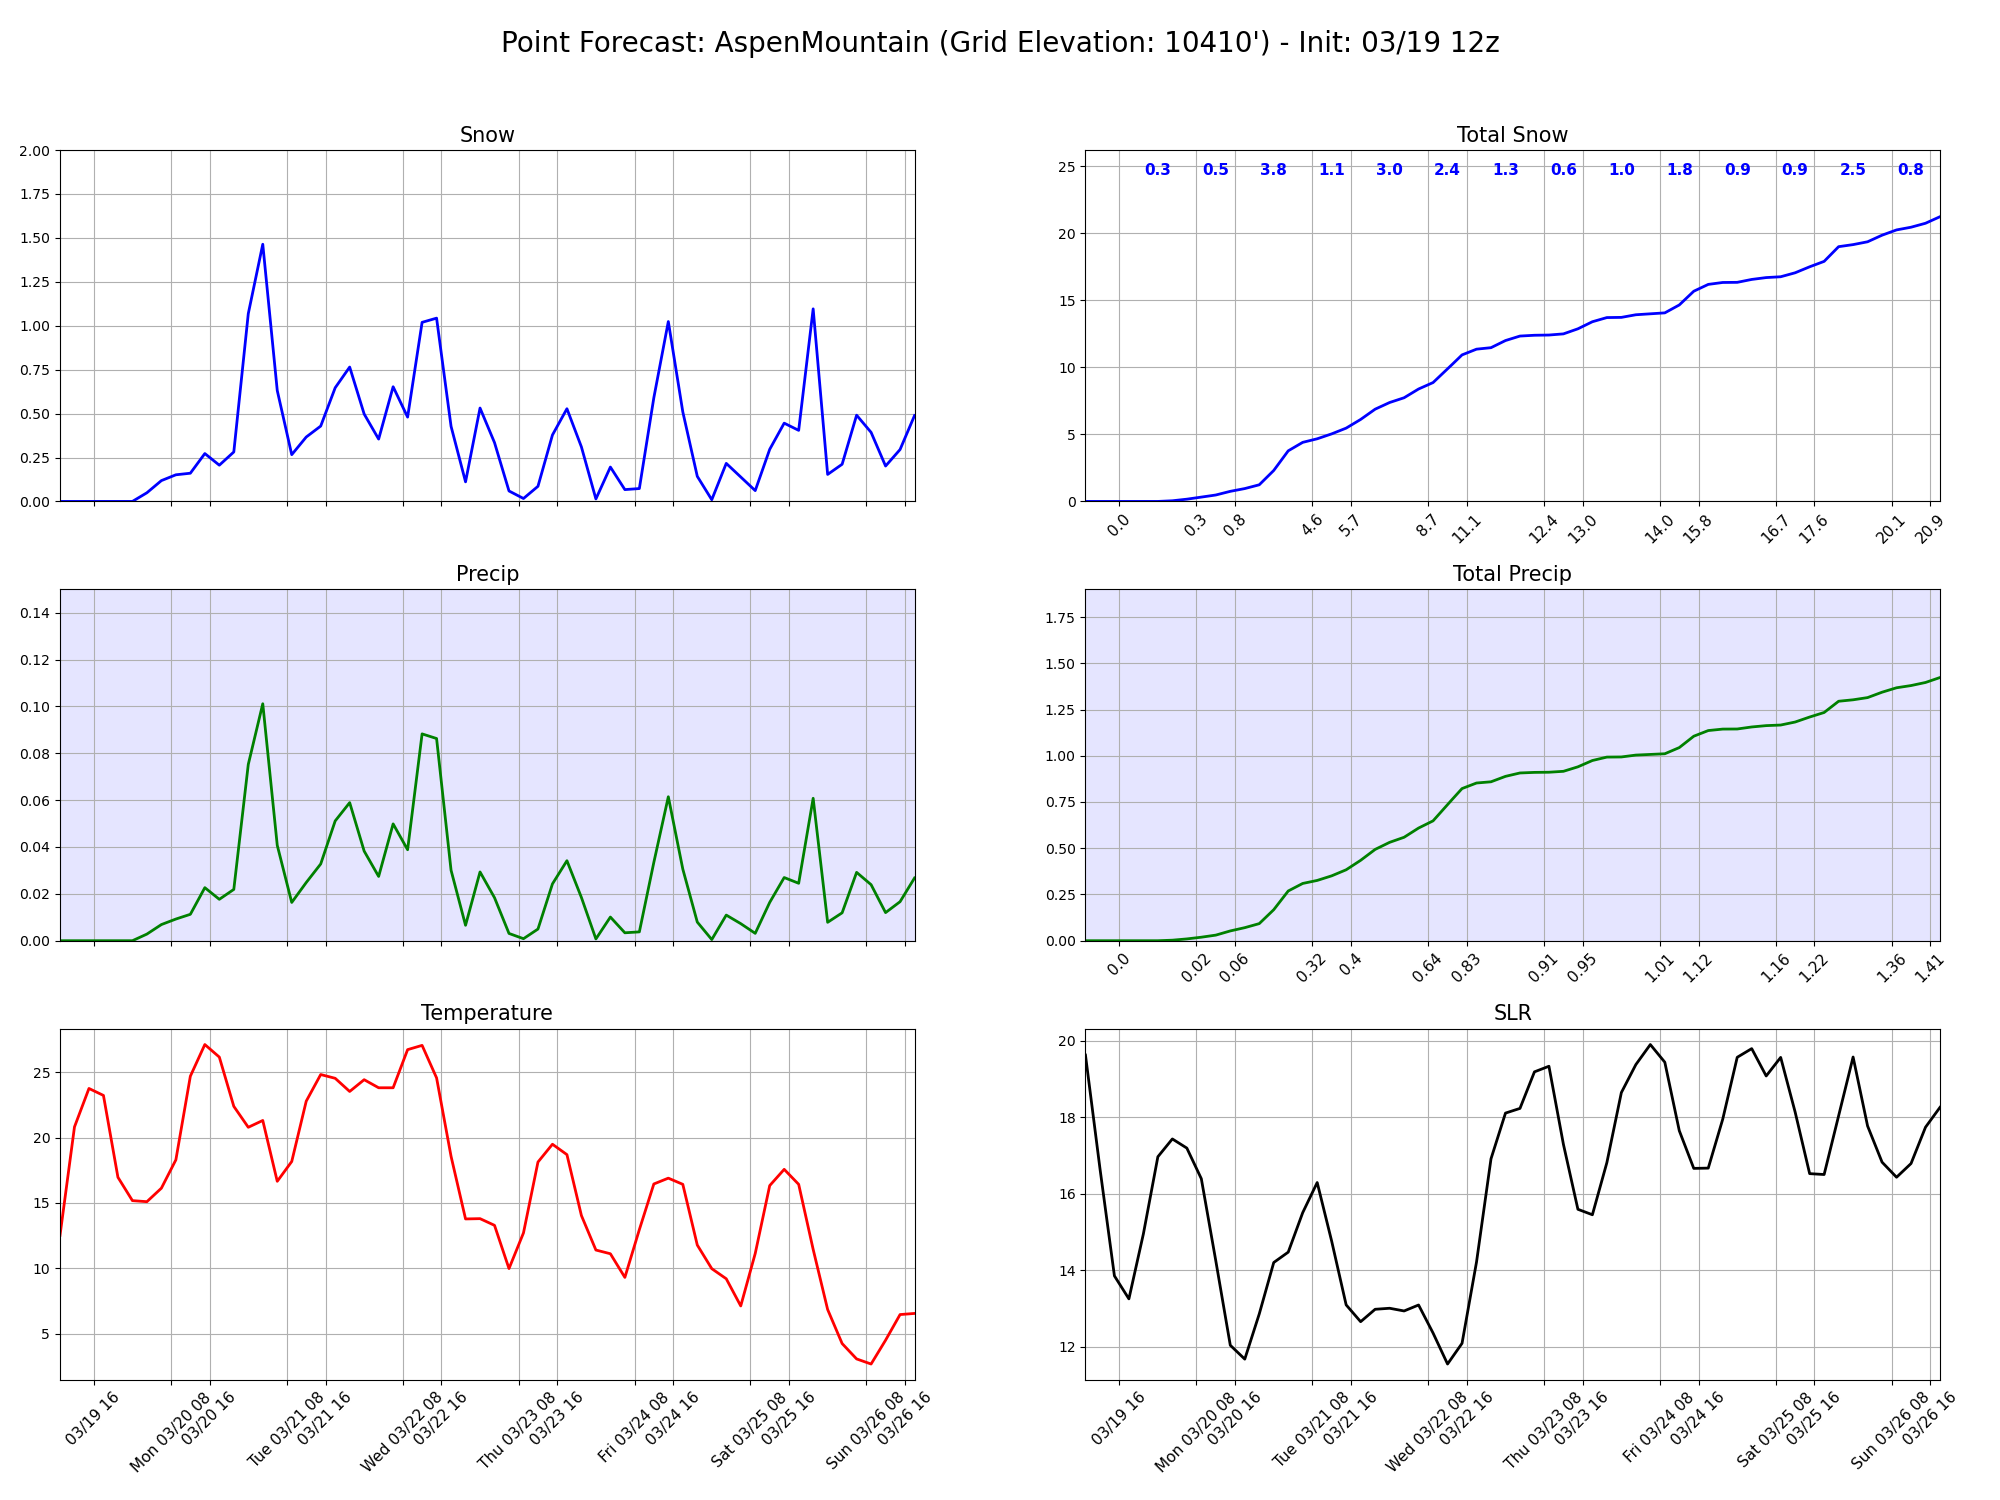 Point Forecast: AspenMountain (Grid Elevation: 10410') - Init: 03/19 12z
Snow
2.00
1.75
1.50
1.25
1.00
0.75
0.50
0.25
0.00
Total Snow
0.3 0.5 3.8 1.1 3.0 2.4 1.3 0.6 1.0 1.8 0.9 0.9 2.5 0.8
25
20
15
10
5
0
0.0 0.3 0.8 4.6 5.7 8.7 11.1 12.4 13.0 14.0 15.8 16.7 17.6 20.1 20.9
Precip
0.14
0.12
0.10
0.08
0.06
0.04
0.02
0.00
Total Precip
1.75
1.50
1.25
1.00
0.75
0.50
0.25
0.00
0.0 0.02 0.06 0.32 0.4 0.64 0.83 0.91 0.95 1.01 1.12 1.16 1.22 1.36 1.41
Temperature
25
20
15
10
5
03/19 16
Mon 03/20 08
03/20 16
Tue 03/21 08
03/21 16
Wed 03/22 08
03/22 16
Thu 03/23 08
03/23 16
Fri 03/24 08
03/24 16
Sat 03/25 08
03/25 16
Sun 03/26 08
03/26 16
SLR
20
18
16
14
12
03/19 16
Mon 03/20 08
03/20 16
Tue 03/21 08
03/21 16
Wed 03/22 08
03/22 16
Thu 03/23 08
03/23 16
Fri 03/24 08
03/24 16
Sat 03/25 08
03/25 16
Sun 03/26 08
03/26 16